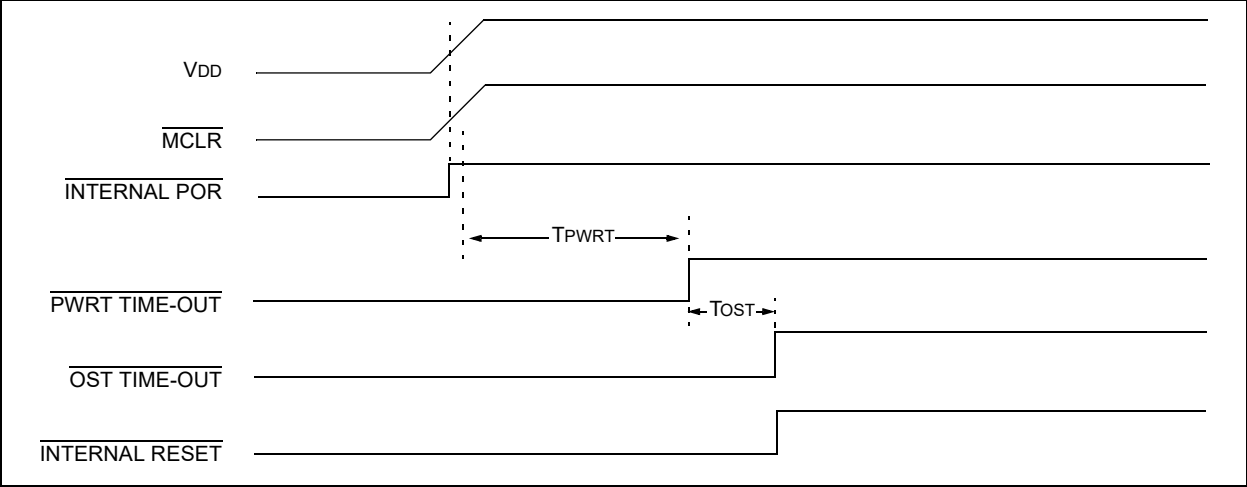 VDD
MCLR
INTERNAL POR
TPWRT
PWRT TIME-OUT
TOST
OST TIME-OUT
INTERNAL RESET